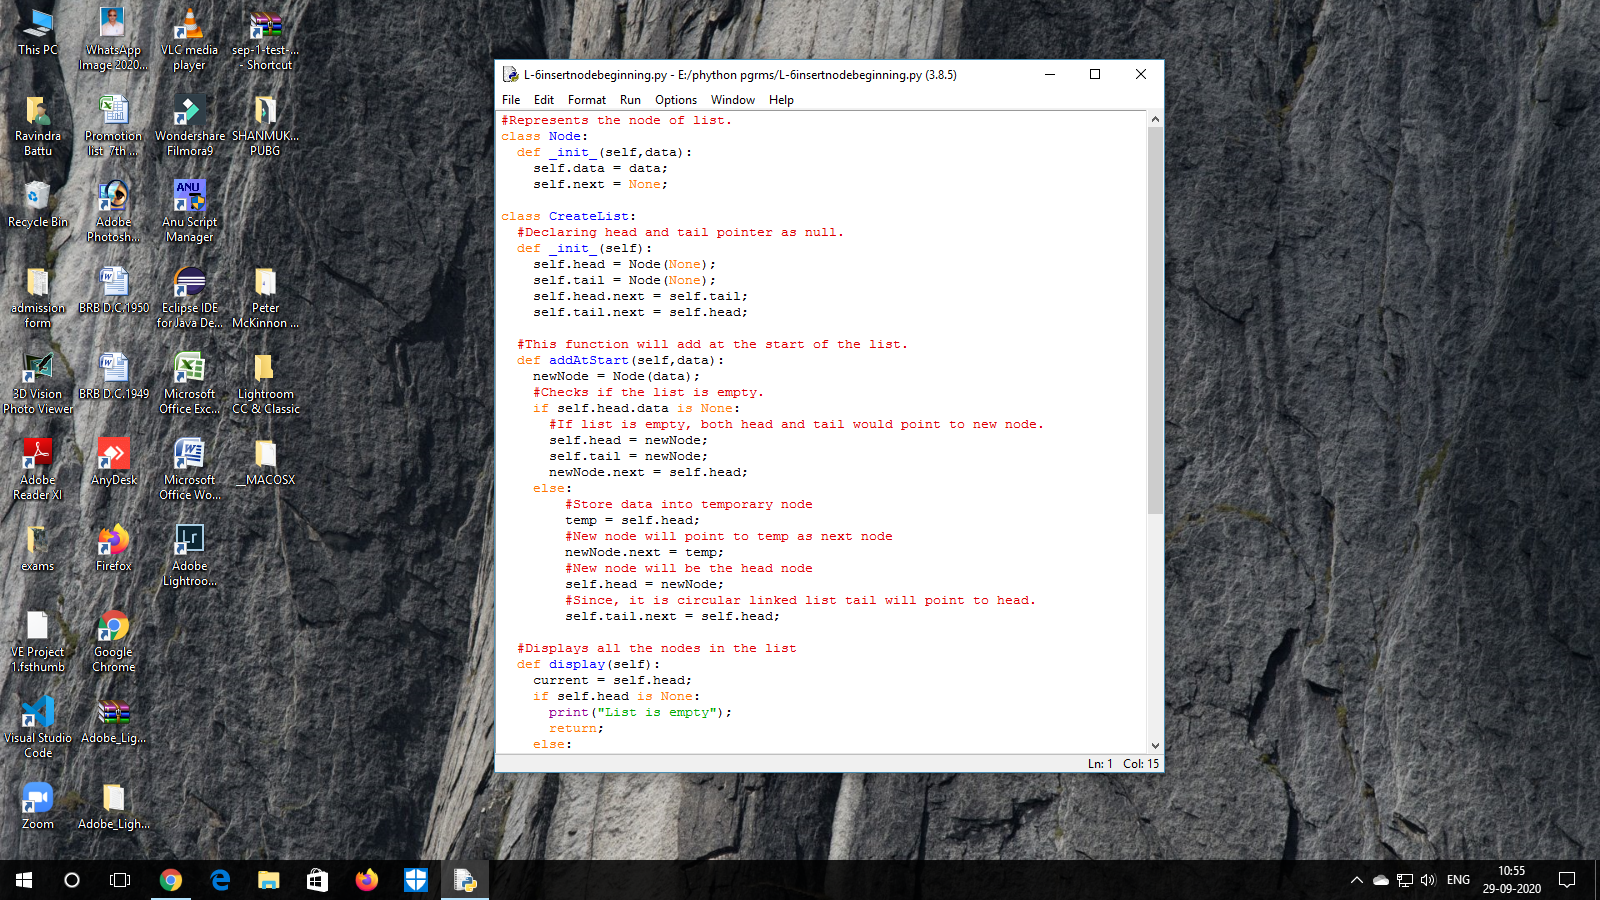 This PC
WhatsApp
Image 2020...
VLC media
player
sep-1-test-...
- Shortcut
Ravindra
Battu
Promotion
list 7th ...
Wondershare
Filmora9
SHANMUK...
PUBG
Recycle Bin
Adobe
Photosh...
ANU
Anu Script
Manager
admission
form
BRB D.C.1950
Eclipse IDE
for Java De...
Peter
McKinnon ...
3D Vision
Photo Viewer
BRB D.C.1949
Microsoft
Office Exc...
Lightroom
CC & Classic
Adobe
Reader XI
AnyDesk
Microsoft
Office Wo...
__MACOSX
exams
Firefox
Lr
Adobe
Lightroo...
VE Project
1.fsthumb
Google
Chrome
Visual Studio
Code
Adobe_Lig...
Zoom
Adobe_Ligh...
L-6insertnodebeginning.py - E:/phython pgrms/L-6insertnodebeginning.py (3.8.5)
File Edit Format Run Options Window Help
#Represents the node of list.
class Node:
  def _init_(self,data):
    self.data = data;
    self.next = None;
class CreateList:
  #Declaring head and tail pointer as null.
  def _init_(self):
    self.head = Node(None);
    self.tail = Node(None);
    self.head.next = self.tail;
    self.tail.next = self.head;
  #This function will add at the start of the list.
  def addAtStart(self,data):
    newNode = Node(data);
    #Checks if the list is empty.
    if self.head.data is None:
      #If list is empty, both head and tail would point to new node.
      self.head = newNode;
      self.tail = newNode;
      newNode.next = self.head;
    else:
        #Store data into temporary node
        temp = self.head;
        #New node will point to temp as next node
        newNode.next = temp;
        #New node will be the head node
        self.head = newNode;
        #Since, it is circular linked list tail will point to head.
        self.tail.next = self.head;
  #Displays all the nodes in the list
  def display(self):
    current = self.head;
    if self.head is None:
      print("List is empty");
      return;
    else:
Ln: 1 Col: 15
ENG
10:55
29-09-2020